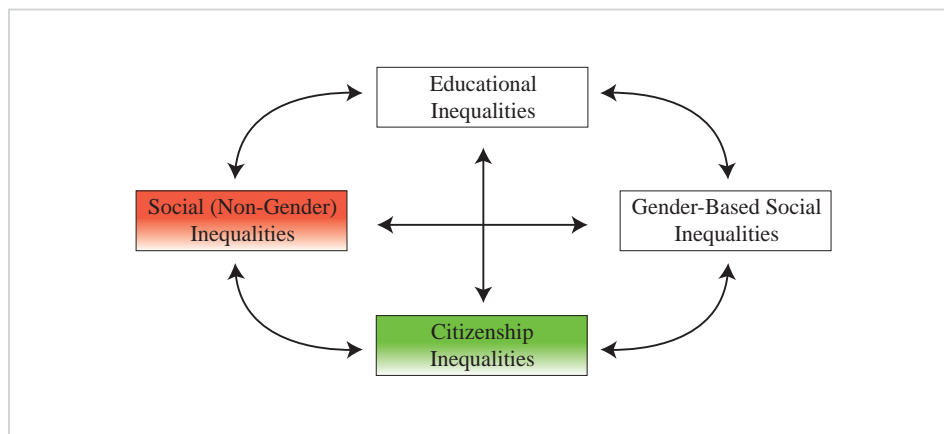 Educational
Inequalities
Social (Non-Gender)
Inequalities
Gender-Based Social
Inequalities
Citizenship
Inequalities